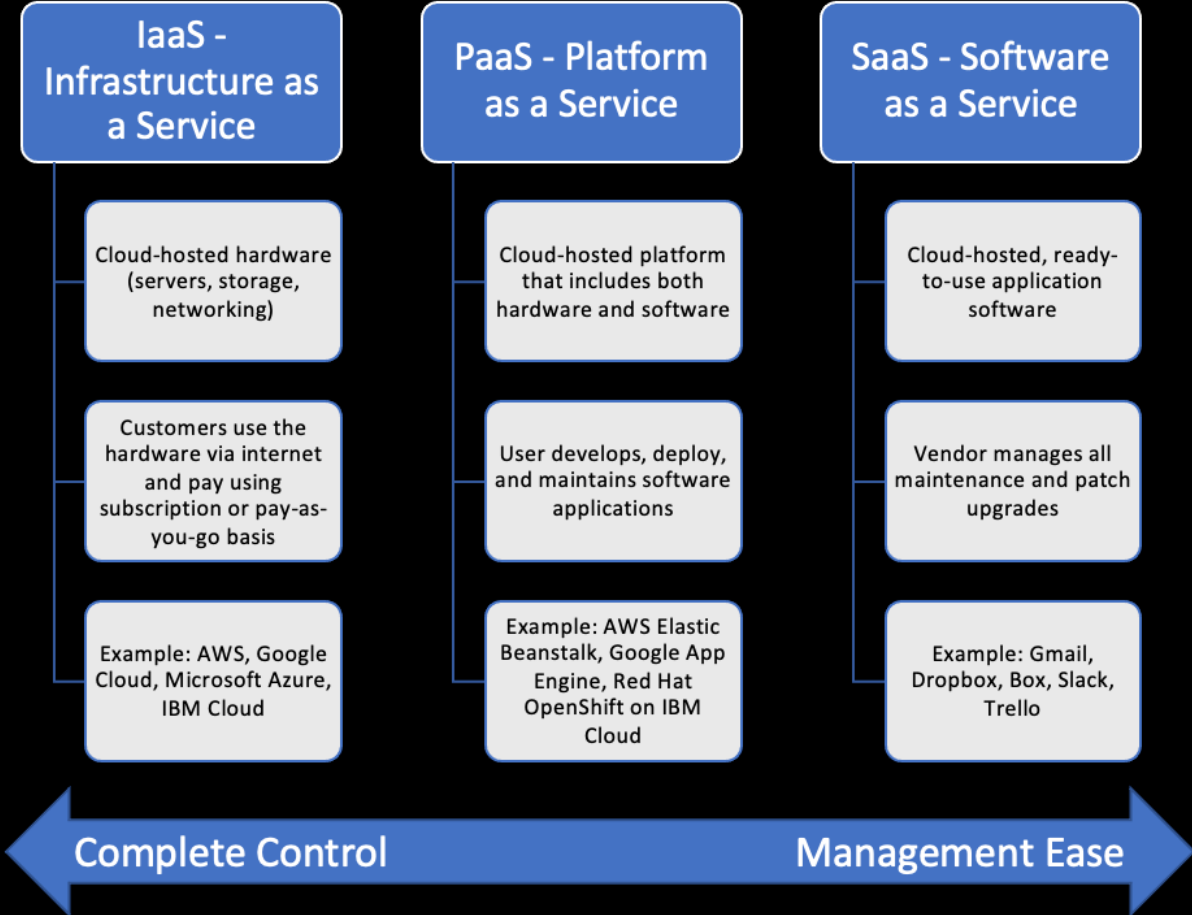 IaaS -
Infrastructure as
a Service
Cloud-hosted hardware
(servers, storage,
networking)
Customers use the
hardware via internet
and pay using
subscription or pay-as-
you-go basis
Example: AWS, Google
Cloud, Microsoft Azure,
IBM Cloud
PaaS - Platform
as a Service
Cloud-hosted platform
that includes both
hardware and software
User develops, deploy,
and maintains software
applications
Example: AWS Elastic
Beanstalk, Google App
Engine, Red Hat
OpenShift on IBM
Cloud
SaaS - Software
as a Service
Cloud-hosted, ready-
to-use application
software
Vendor manages all
maintenance and patch
upgrades
Example: Gmail,
Dropbox, Box, Slack,
Trello
Complete Control
Management Ease